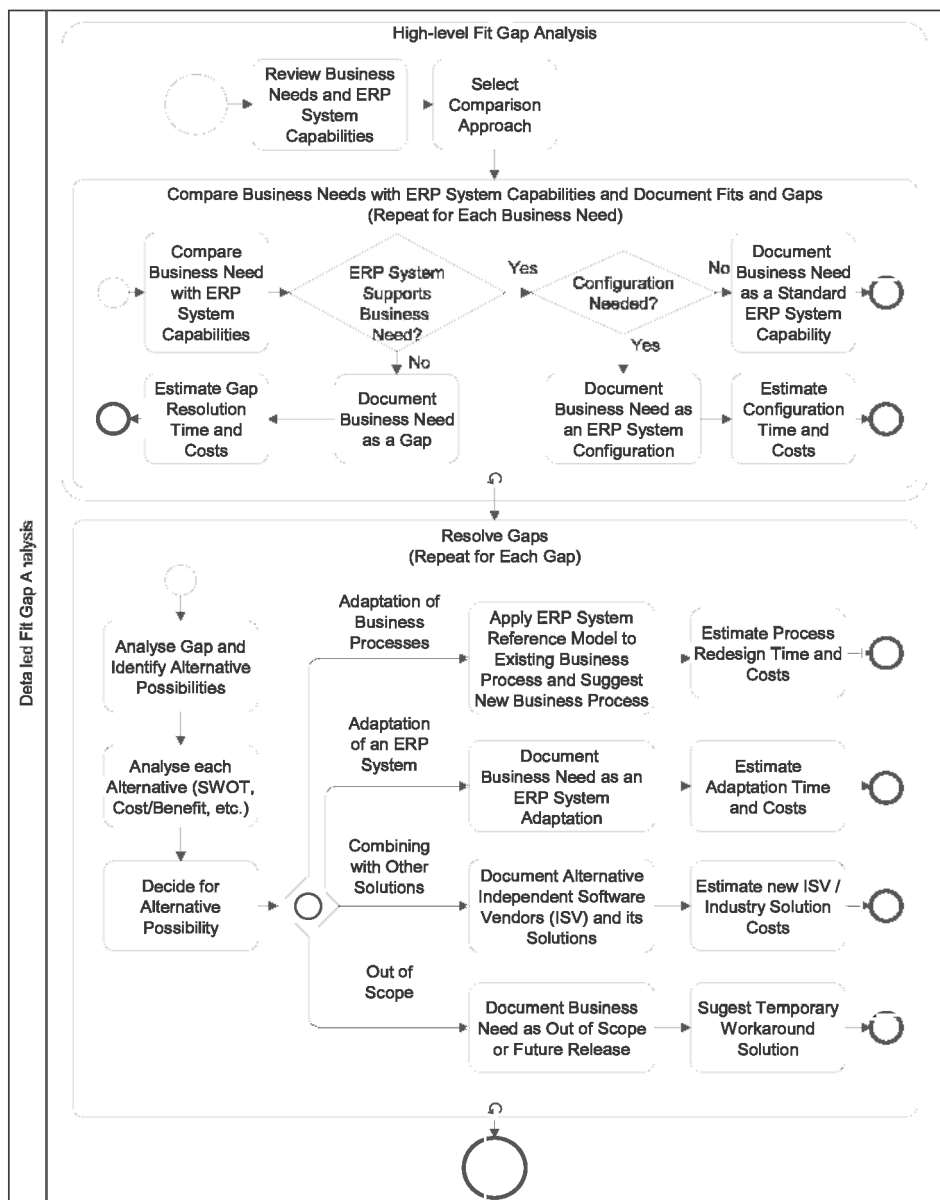 High-level Fit Gap Analysis
Review Business
Needs and ERP
System
Capabilities
Select
Comparison
Approach
Compare Business Needs with ERP System Capabilities and Document Fits and Gaps
(Repeat for Each Business Need)
Compare
Business Need
with ERP
System
Capabilities
ERP System
Supports
Business
Need?
Yes
Configuration
Needed?
No
Document
Business Need
as a Standard
ERP System
Capability
No
Yes
Estimate Gap
Resolution
Time and
Costs
Document
Business Need
as a Gap
Document
Business Need as
an ERP System
Configuration
Estimate
Configuration
Time and
Costs
Detailed Fit Gap Analysis
Resolve Gaps
(Repeat for Each Gap)
Analyse Gap and
Identify Alternative
Possibilities
Adaptation of
Business
Processes
Apply ERP System
Reference Model to
Existing Business
Process and Suggest
New Business Process
Estimate Process
Redesign Time and
Costs
Analyse each
Alternative (SWOT,
Cost/Benefit, etc.)
Adaptation
of an ERP
System
Document
Business Need as an
ERP System
Adaptation
Estimate
Adaptation Time
and Costs
Decide for
Alternative
Possibility
Combining
with Other
Solutions
Document Alternative
Independent Software
Vendors (ISV) and its
Solutions
Estimate new ISV /
Industry Solution
Costs
Out of
Scope
Document Business
Need as Out of Scope
or Future Release
Sugest Temporary
Workaround
Solution